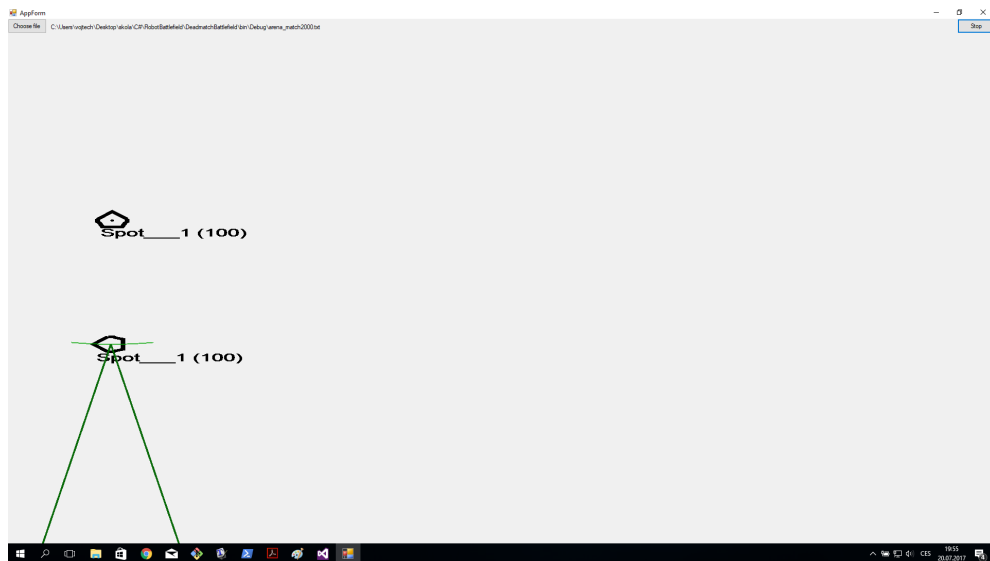 AppForm
Choose file C:\Users\vojtech\Desktop\skola\C#\RobotBattlefield\DeadmatchBattlefield\bin\Debug\arena_match2000.txt Stop
Spot____1 (100)
Spot____1 (100)
19:55
CES
20.07.2017